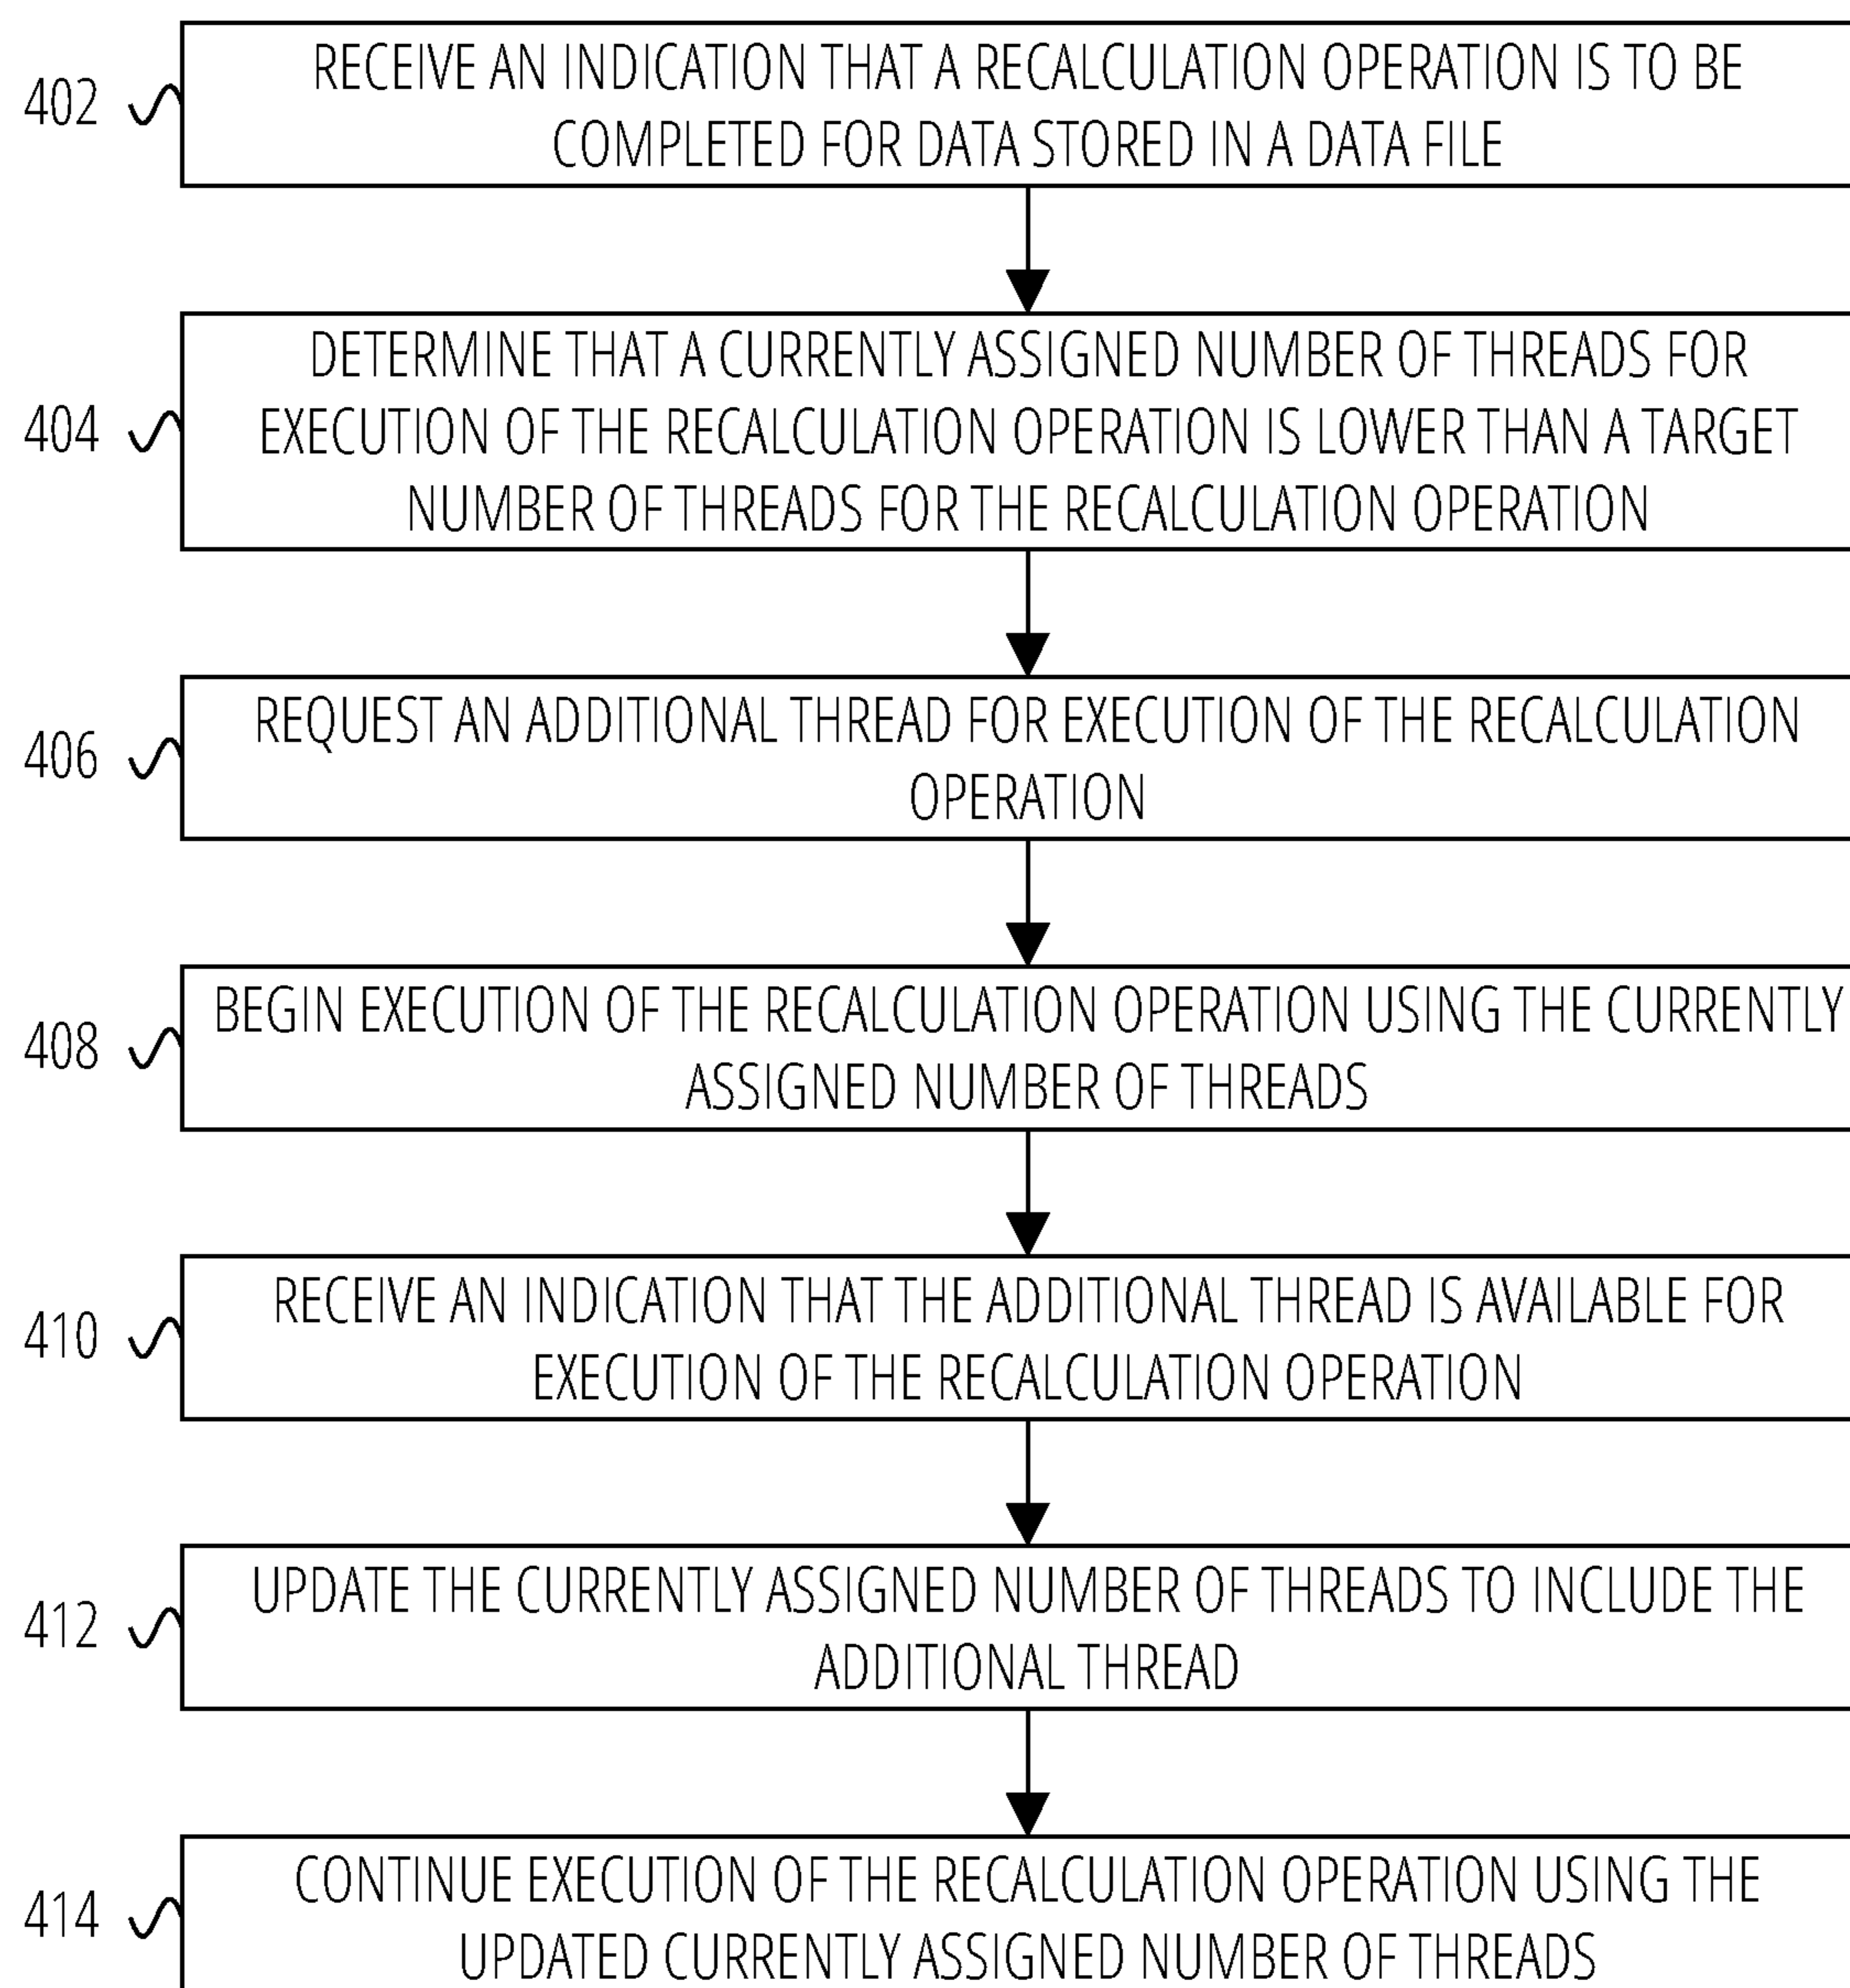 402
RECEIVE AN INDICATION THAT A RECALCULATION OPERATION IS TO BE
COMPLETED FOR DATA STORED IN A DATA FILE
404
DETERMINE THAT A CURRENTLY ASSIGNED NUMBER OF THREADS FOR
EXECUTION OF THE RECALCULATION OPERATION IS LOWER THAN A TARGET
NUMBER OF THREADS FOR THE RECALCULATION OPERATION
406
REQUEST AN ADDITIONAL THREAD FOR EXECUTION OF THE RECALCULATION
OPERATION
408
BEGIN EXECUTION OF THE RECALCULATION OPERATION USING THE CURRENTLY
ASSIGNED NUMBER OF THREADS
410
RECEIVE AN INDICATION THAT THE ADDITIONAL THREAD IS AVAILABLE FOR
EXECUTION OF THE RECALCULATION OPERATION
412
UPDATE THE CURRENTLY ASSIGNED NUMBER OF THREADS TO INCLUDE THE
ADDITIONAL THREAD
414
CONTINUE EXECUTION OF THE RECALCULATION OPERATION USING THE
UPDATED CURRENTLY ASSIGNED NUMBER OF THREADS